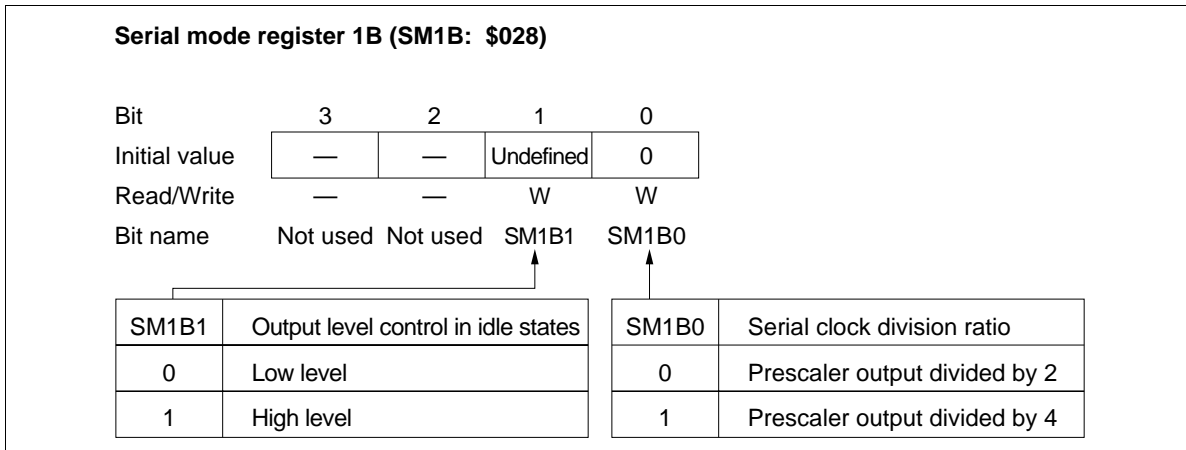 Serial mode register 1B (SM1B: $028)
Bit 3 2 1 0
Initial value — — Undefined 0
Read/Write — — W W
Bit name Not used Not used SM1B1 SM1B0
SM1B1 Output level control in idle states SM1B0 Serial clock division ratio
0 Low level 0 Prescaler output divided by 2
1 High level 1 Prescaler output divided by 4